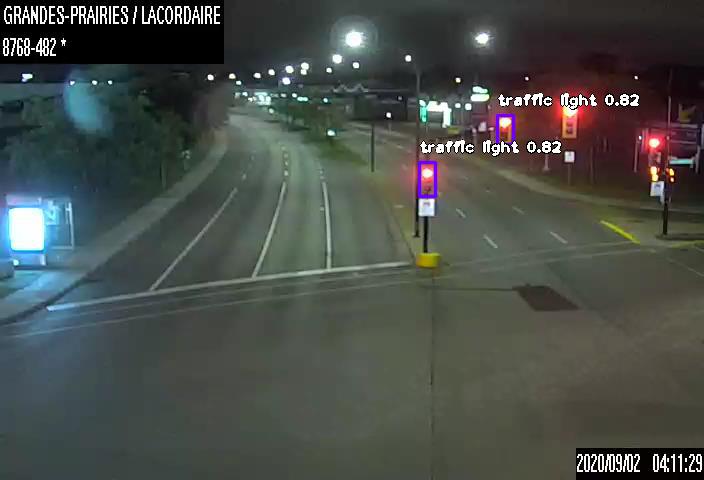 GRANDES-PRAIRIES / LACORDAIRE
8768-482 *
traffic light 0.82
traffic light 0.82
2020/09/02 04:11:29